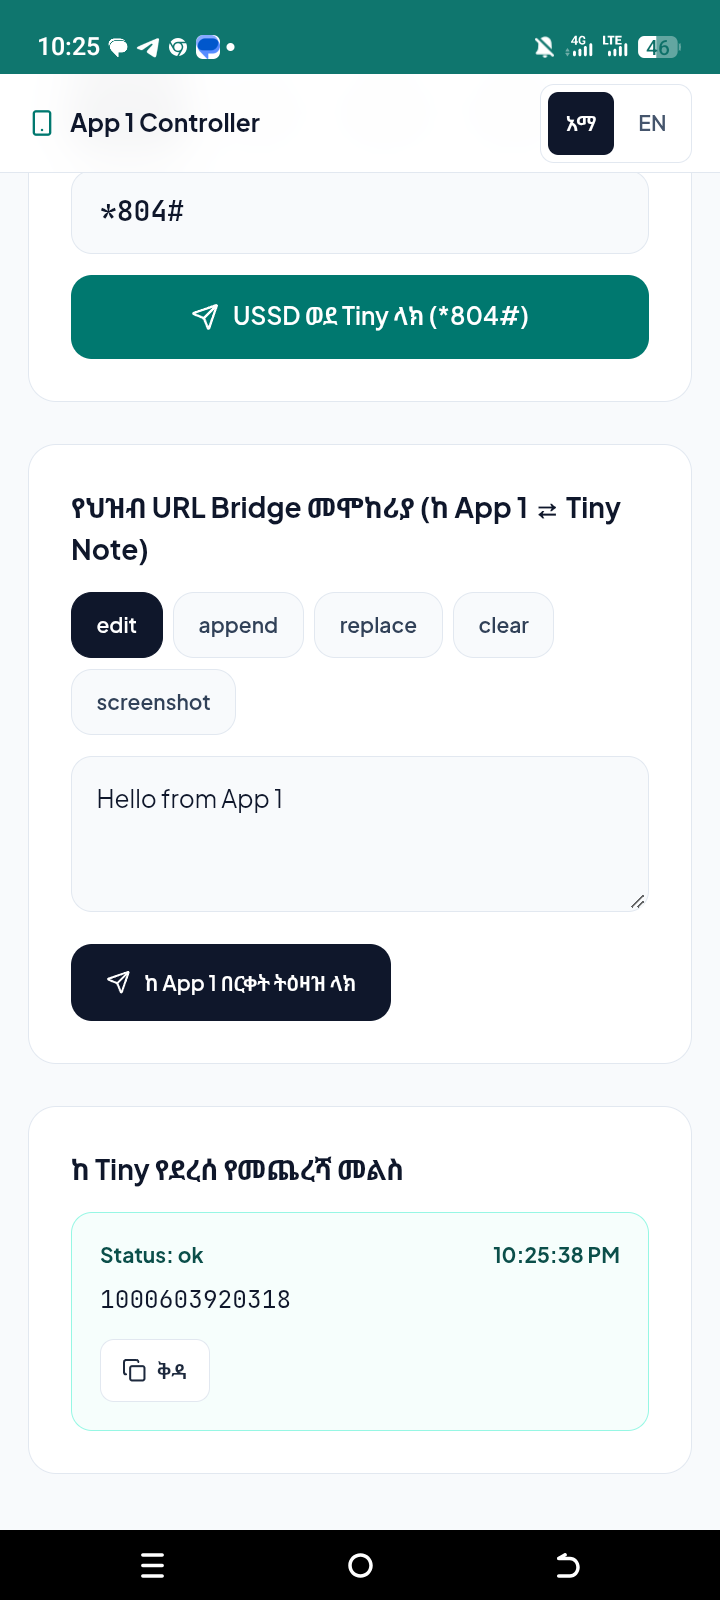 10:25
4G
LTE
46
App 1 Controller
አማ
EN
*804#
USSD ወደ Tiny ላክ (*804#)
የህዝብ URL Bridge መሞከሪያ (ከ App 1 ⇄ Tiny
Note)
edit
append
replace
clear
screenshot
Hello from App 1
ከ App 1 በርቀት ትዕዛዝ ላክ
ከ Tiny የደረሰ የመጨረሻ መልስ
Status: ok
10:25:38 PM
1000603920318
ቅዳ